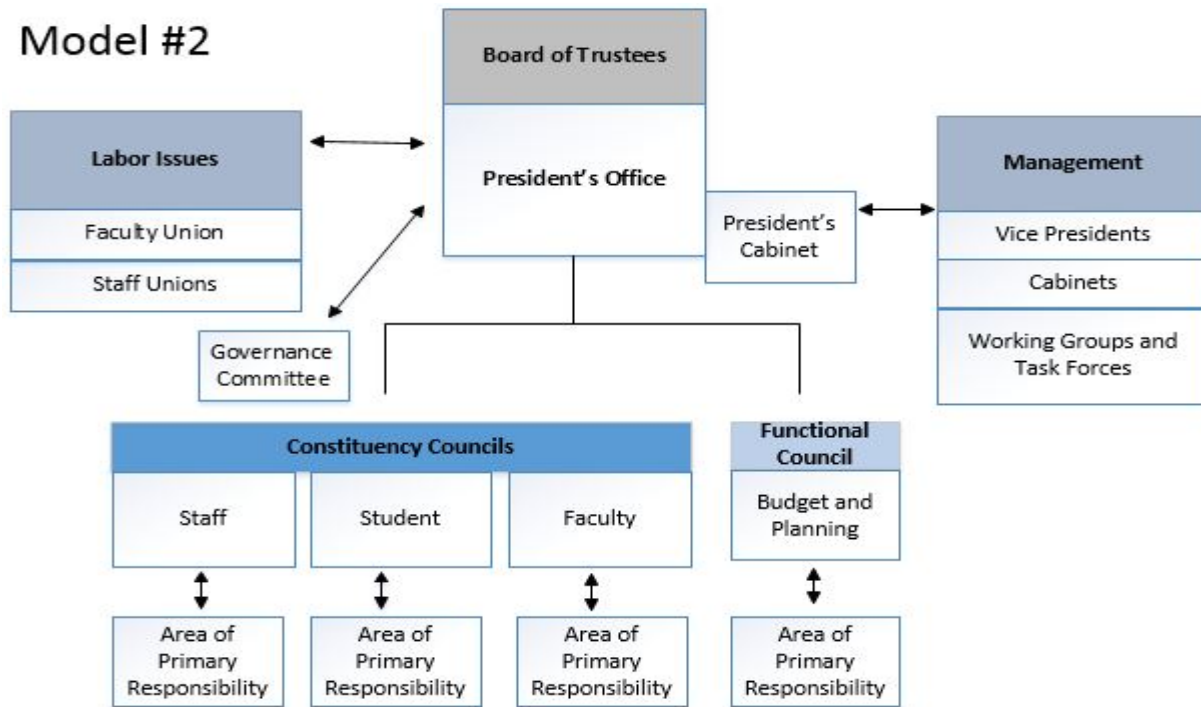 Model #2
Board of Trustees
President's Office
Labor Issues
Faculty Union
Staff Unions
President's
Cabinet
Management
Vice Presidents
Cabinets
Working Groups and
Task Forces
Governance
Committee
Constituency Councils
Staff
Student
Faculty
Functional
Council
Budget and
Planning
Area of
Primary
Responsibility
Area of
Primary
Responsibility
Area of
Primary
Responsibility
Area of
Primary
Responsibility